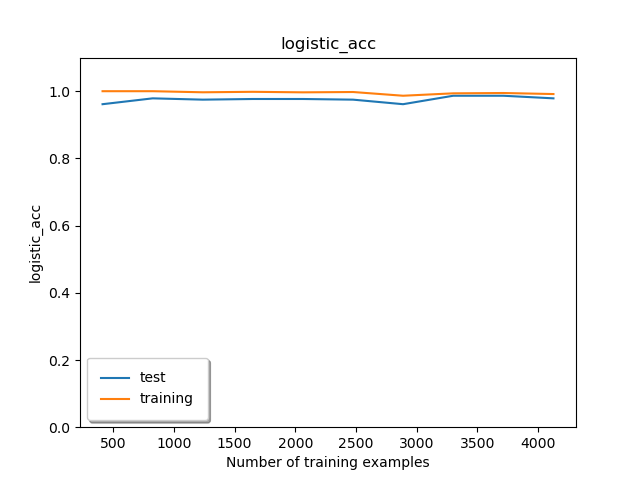 logistic_acc
logistic_acc
1.0
0.8
0.6
0.4
0.2
0.0
test
training
500 1000 1500 2000 2500 3000 3500 4000
Number of training examples